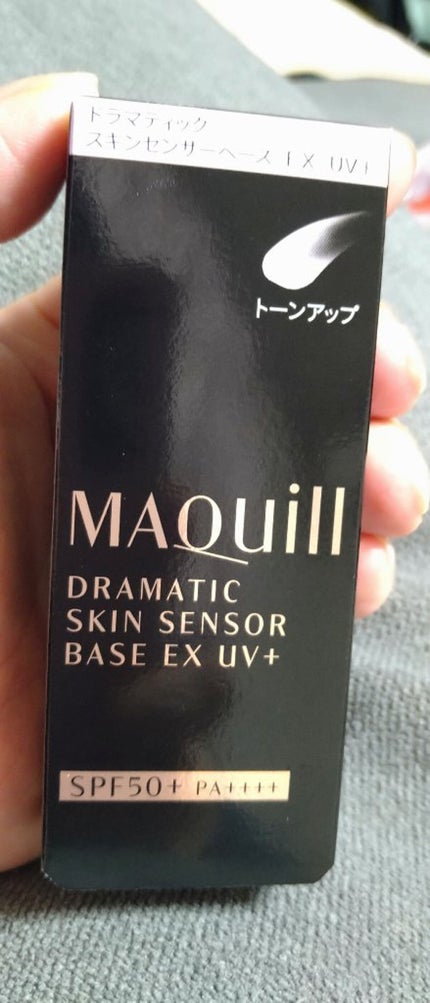 ドラマティック
スキンセンサーベース EX UV+
トーンアップ
MAQuill
DRAMATIC
SKIN SENSOR
BASE EX UV+
SPF50+ PA++++